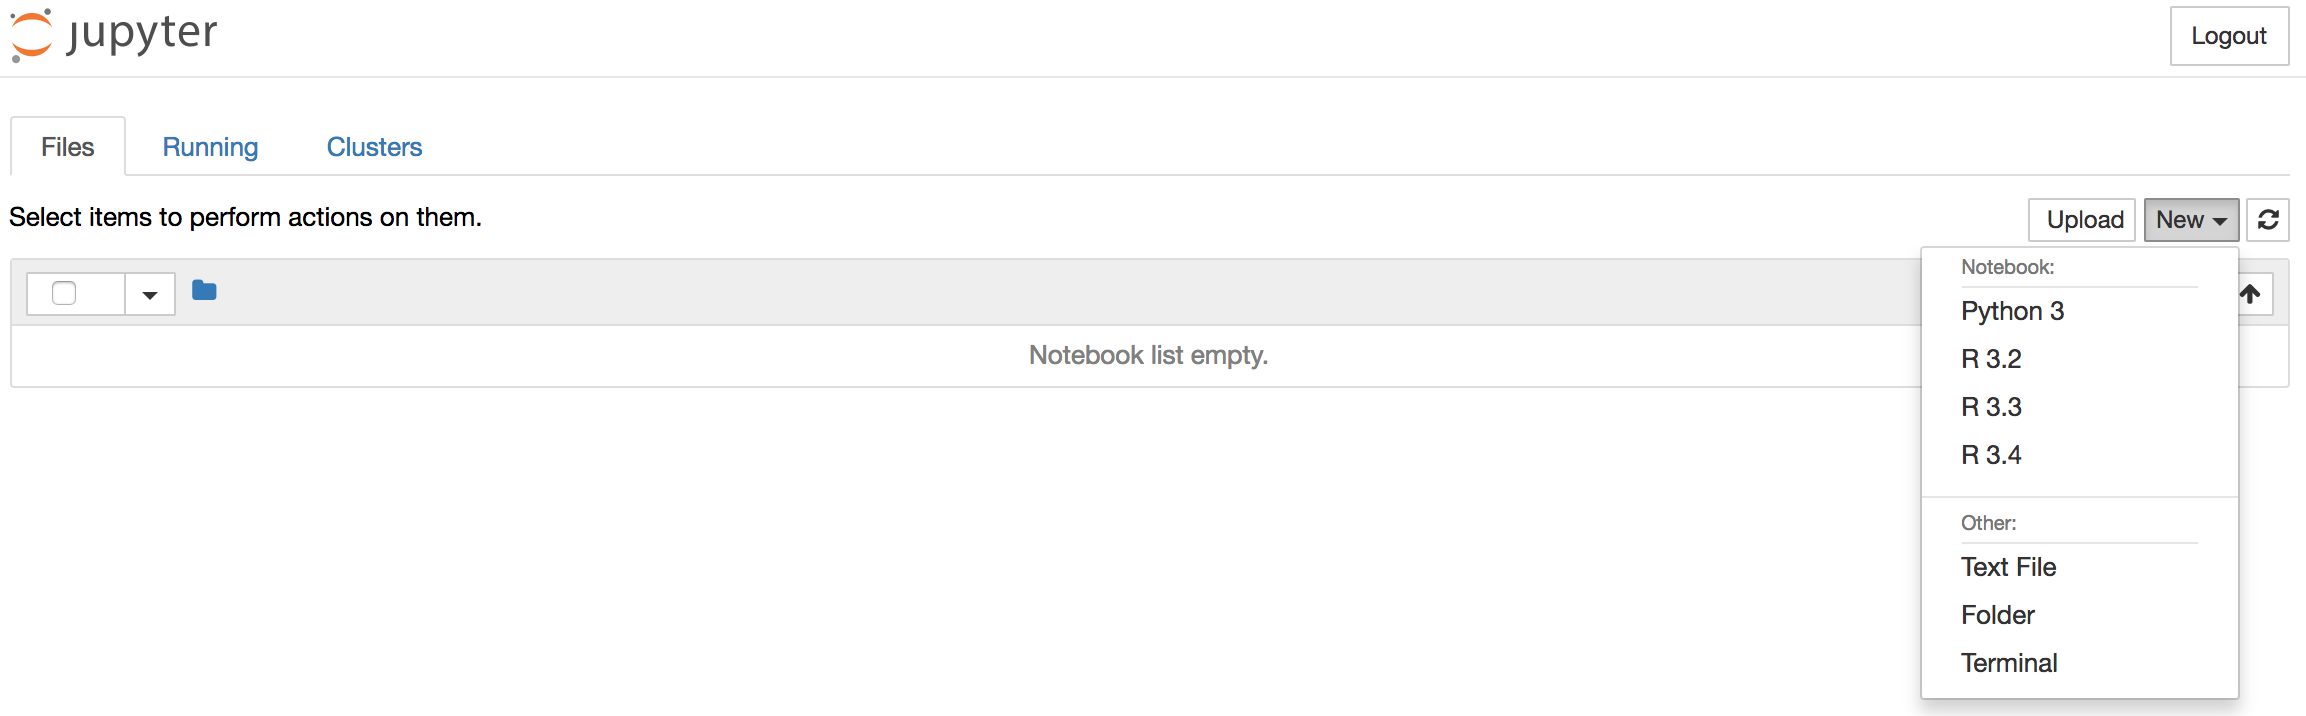 jupyter
Logout
Files Running Clusters
Select items to perform actions on them.
Upload New
Notebook:
Python 3
R 3.2
R 3.3
R 3.4
Other:
Text File
Folder
Terminal
Notebook list empty.